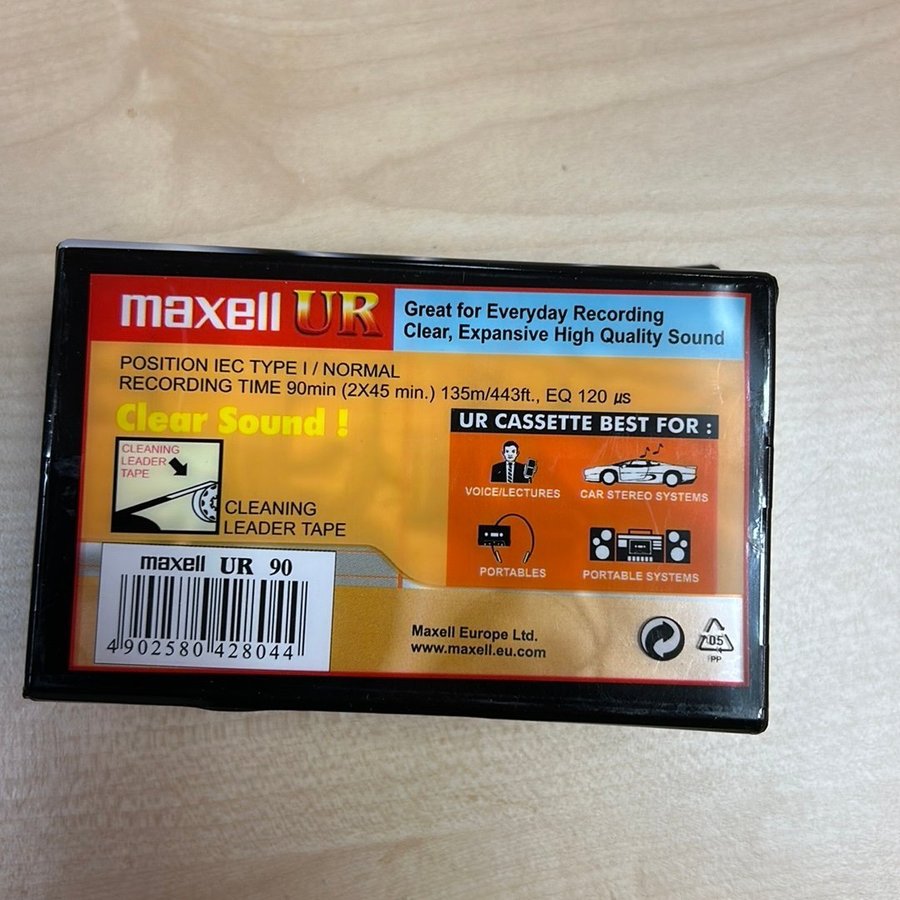 maxell UR
Great for Everyday Recording
Clear, Expansive High Quality Sound
POSITION IEC TYPE I / NORMAL
RECORDING TIME 90min (2X45 min.) 135m/443ft., EQ 120 µs
Clear Sound !
CLEANING
LEADER
TAPE
CLEANING
LEADER TAPE
UR CASSETTE BEST FOR :
VOICE/LECTURES
CAR STEREO SYSTEMS
PORTABLES
PORTABLE SYSTEMS
maxell UR 90
4 902580 428044
Maxell Europe Ltd.
www.maxell.eu.com
05
PP